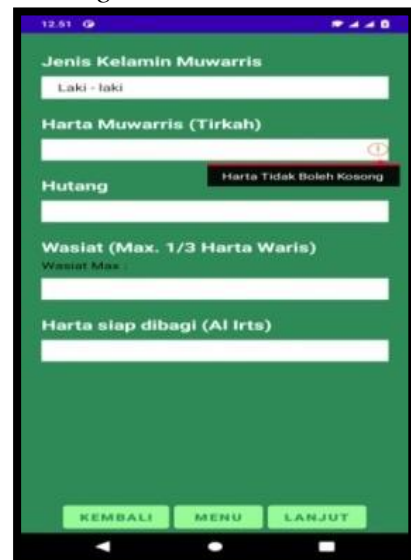 12.51
Jenis Kelamin Muwarris
Laki - laki
Harta Muwarris (Tirkah)
Harta Tidak Boleh Kosong
Hutang
Wasiat (Max. 1/3 Harta Waris)
Wasiat Max :
Harta siap dibagi (Al Irts)
KEMBALI MENU LANJUT